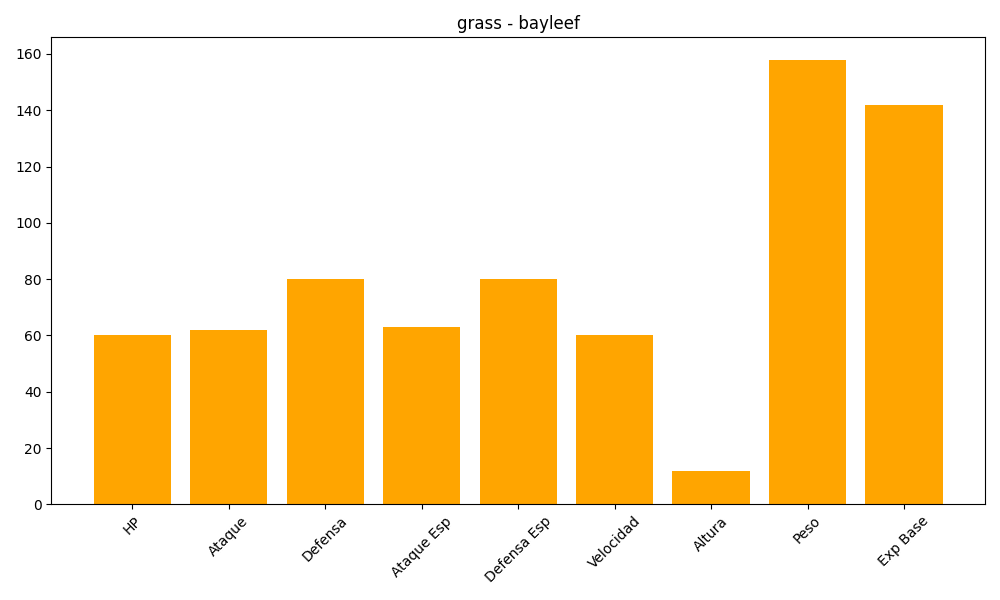 grass - bayleef
160
140
120
100
80
60
40
20
0
HP
Ataque
Defensa
Ataque Esp
Defensa Esp
Velocidad
Altura
Peso
Exp Base